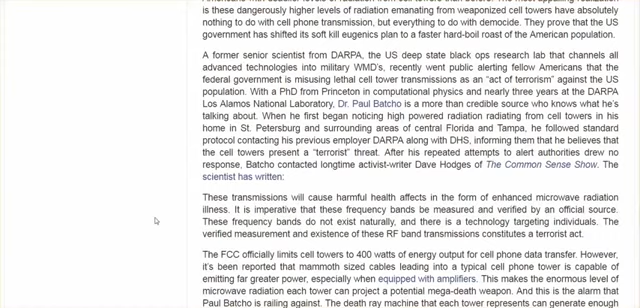 is these dangerously higher levels of radiation emanating from weaponized cell towers have absolutely
nothing to do with cell phone transmission, but everything to do with democide. They prove that the US
government has shifted its soft kill eugenics plan to a faster hard-boil roast of the American population.
A former senior scientist from DARPA, the US deep state black ops research lab that channels all
advanced technologies into military WMD's, recently went public alerting fellow Americans that the
federal government is misusing lethal cell tower transmissions as an "act of terrorism" against the US
population. With a PhD from Princeton in computational physics and nearly three years at the DARPA
Los Alamos National Laboratory, Dr. Paul Batcho is a more than credible source who knows what he's
talking about. When he first began noticing high powered radiation radiating from cell towers in his
home in St. Petersburg and surrounding areas of central Florida and Tampa, he followed standard
protocol contacting his previous employer DARPA along with DHS, informing them that he believes that
the cell towers present a "terrorist" threat. After his repeated attempts to alert authorities drew no
response, Batcho contacted longtime activist-writer Dave Hodges of The Common Sense Show. The
scientist has written:
These transmissions will cause harmful health affects in the form of enhanced microwave radiation
illness. It is imperative that these frequency bands be measured and verified by an official source.
These frequency bands do not exist naturally, and there is a technology targeting individuals. The
verified measurement and existence of these RF band transmissions constitutes a terrorist act.
The FCC officially limit cell towers to 400 watts of energy output for cell phone data transfer. However,
it's been reported that mammoth sized cables leading into a typical cell phone tower is capable of
emitting far greater power, especially when equipped with amplifiers. This makes the enormous level of
microwave radiation each tower can project a potential mega-death weapon. And this is the alarm that
Paul Batcho is railing against. The death ray machine that each tower represents can generate enough